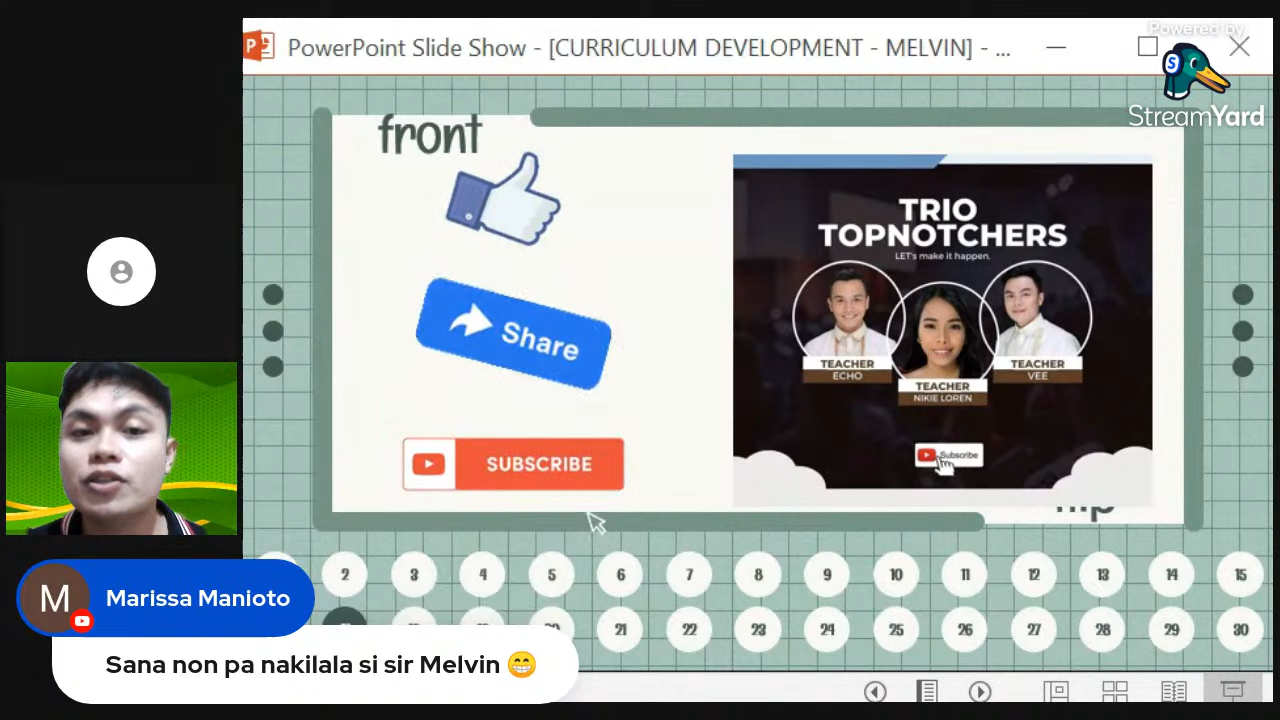 PowerPoint Slide Show - [CURRICULUM DEVELOPMENT - MELVIN] - ...
Powered by
StreamYard
front
Share
SUBSCRIBE
TRIO
TOPNOTCHERS
LET's make it happen.
TEACHER
ECHO
TEACHER
NIKIE LOREN
TEACHER
VEE
Subscribe
2 3 4 5 6 7 8 9 10 11 12 13 14 15
21 22 23 24 25 26 27 28 29 30
M
Marissa Manioto
Sana non pa nakilala si sir Melvin 😁